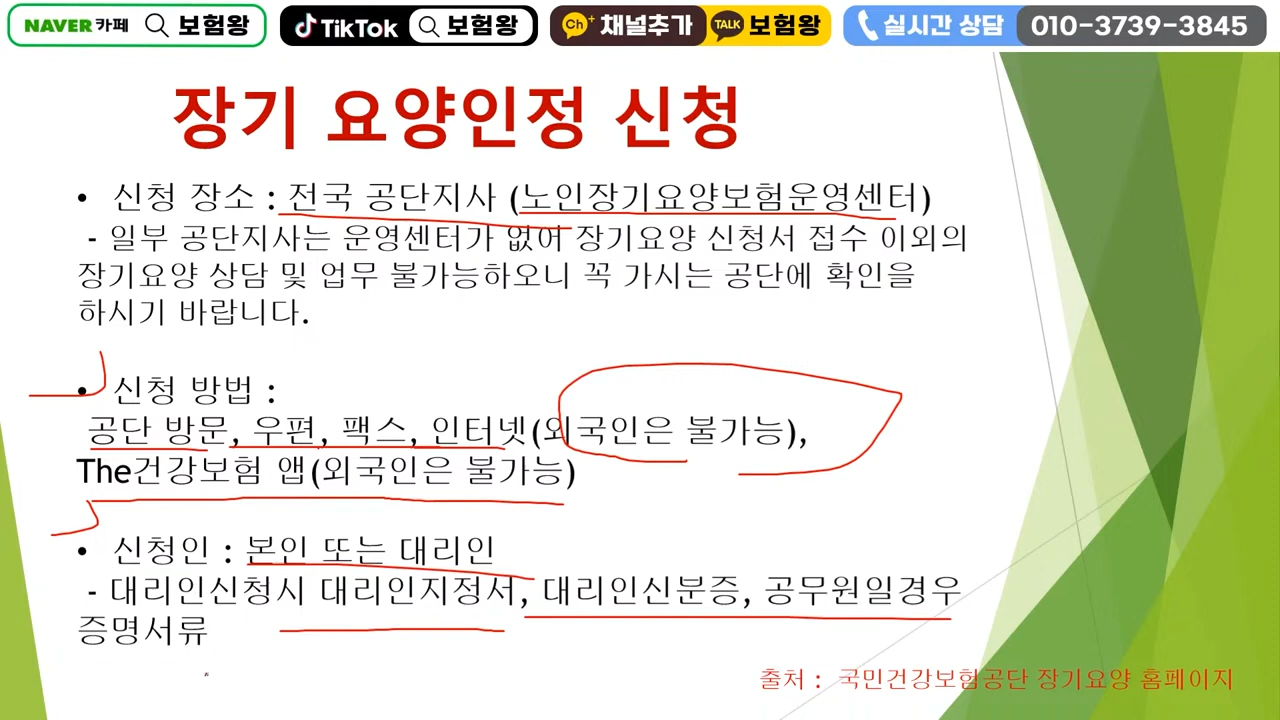 NAVER 카페 보험왕 TikTok 보험왕 Ch+ 채널추가 TALK 보험왕 실시간 상담 010-3739-3845
장기 요양인정 신청
• 신청 장소 : 전국 공단지사 (노인장기요양보험운영센터)
- 일부 공단지사는 운영센터가 없어 장기요양 신청서 접수 이외의
장기요양 상담 및 업무 불가능하오니 꼭 가시는 공단에 확인을
하시기 바랍니다.
• 신청 방법 :
공단 방문, 우편, 팩스, 인터넷(외국인은 불가능),
The건강보험 앱(외국인은 불가능)
• 신청인 : 본인 또는 대리인
- 대리인신청시 대리인지정서, 대리인신분증, 공무원일경우
증명서류
출처 : 국민건강보험공단 장기요양 홈페이지